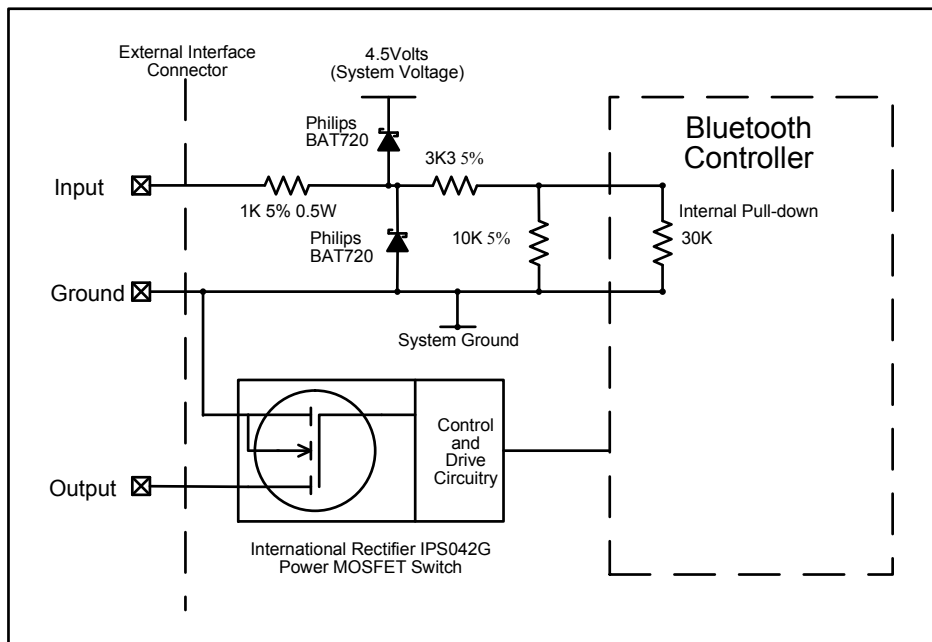 External Interface
Connector
4.5Volts
(System Voltage)
Philips
BAT720
Bluetooth
Controller
3K3 5%
Input
1K 5% 0.5W
Philips
BAT720
10K 5%
Internal Pull-down
30K
Ground
System Ground
Control
and
Drive
Circuitry
Output
International Rectifier IPS042G
Power MOSFET Switch